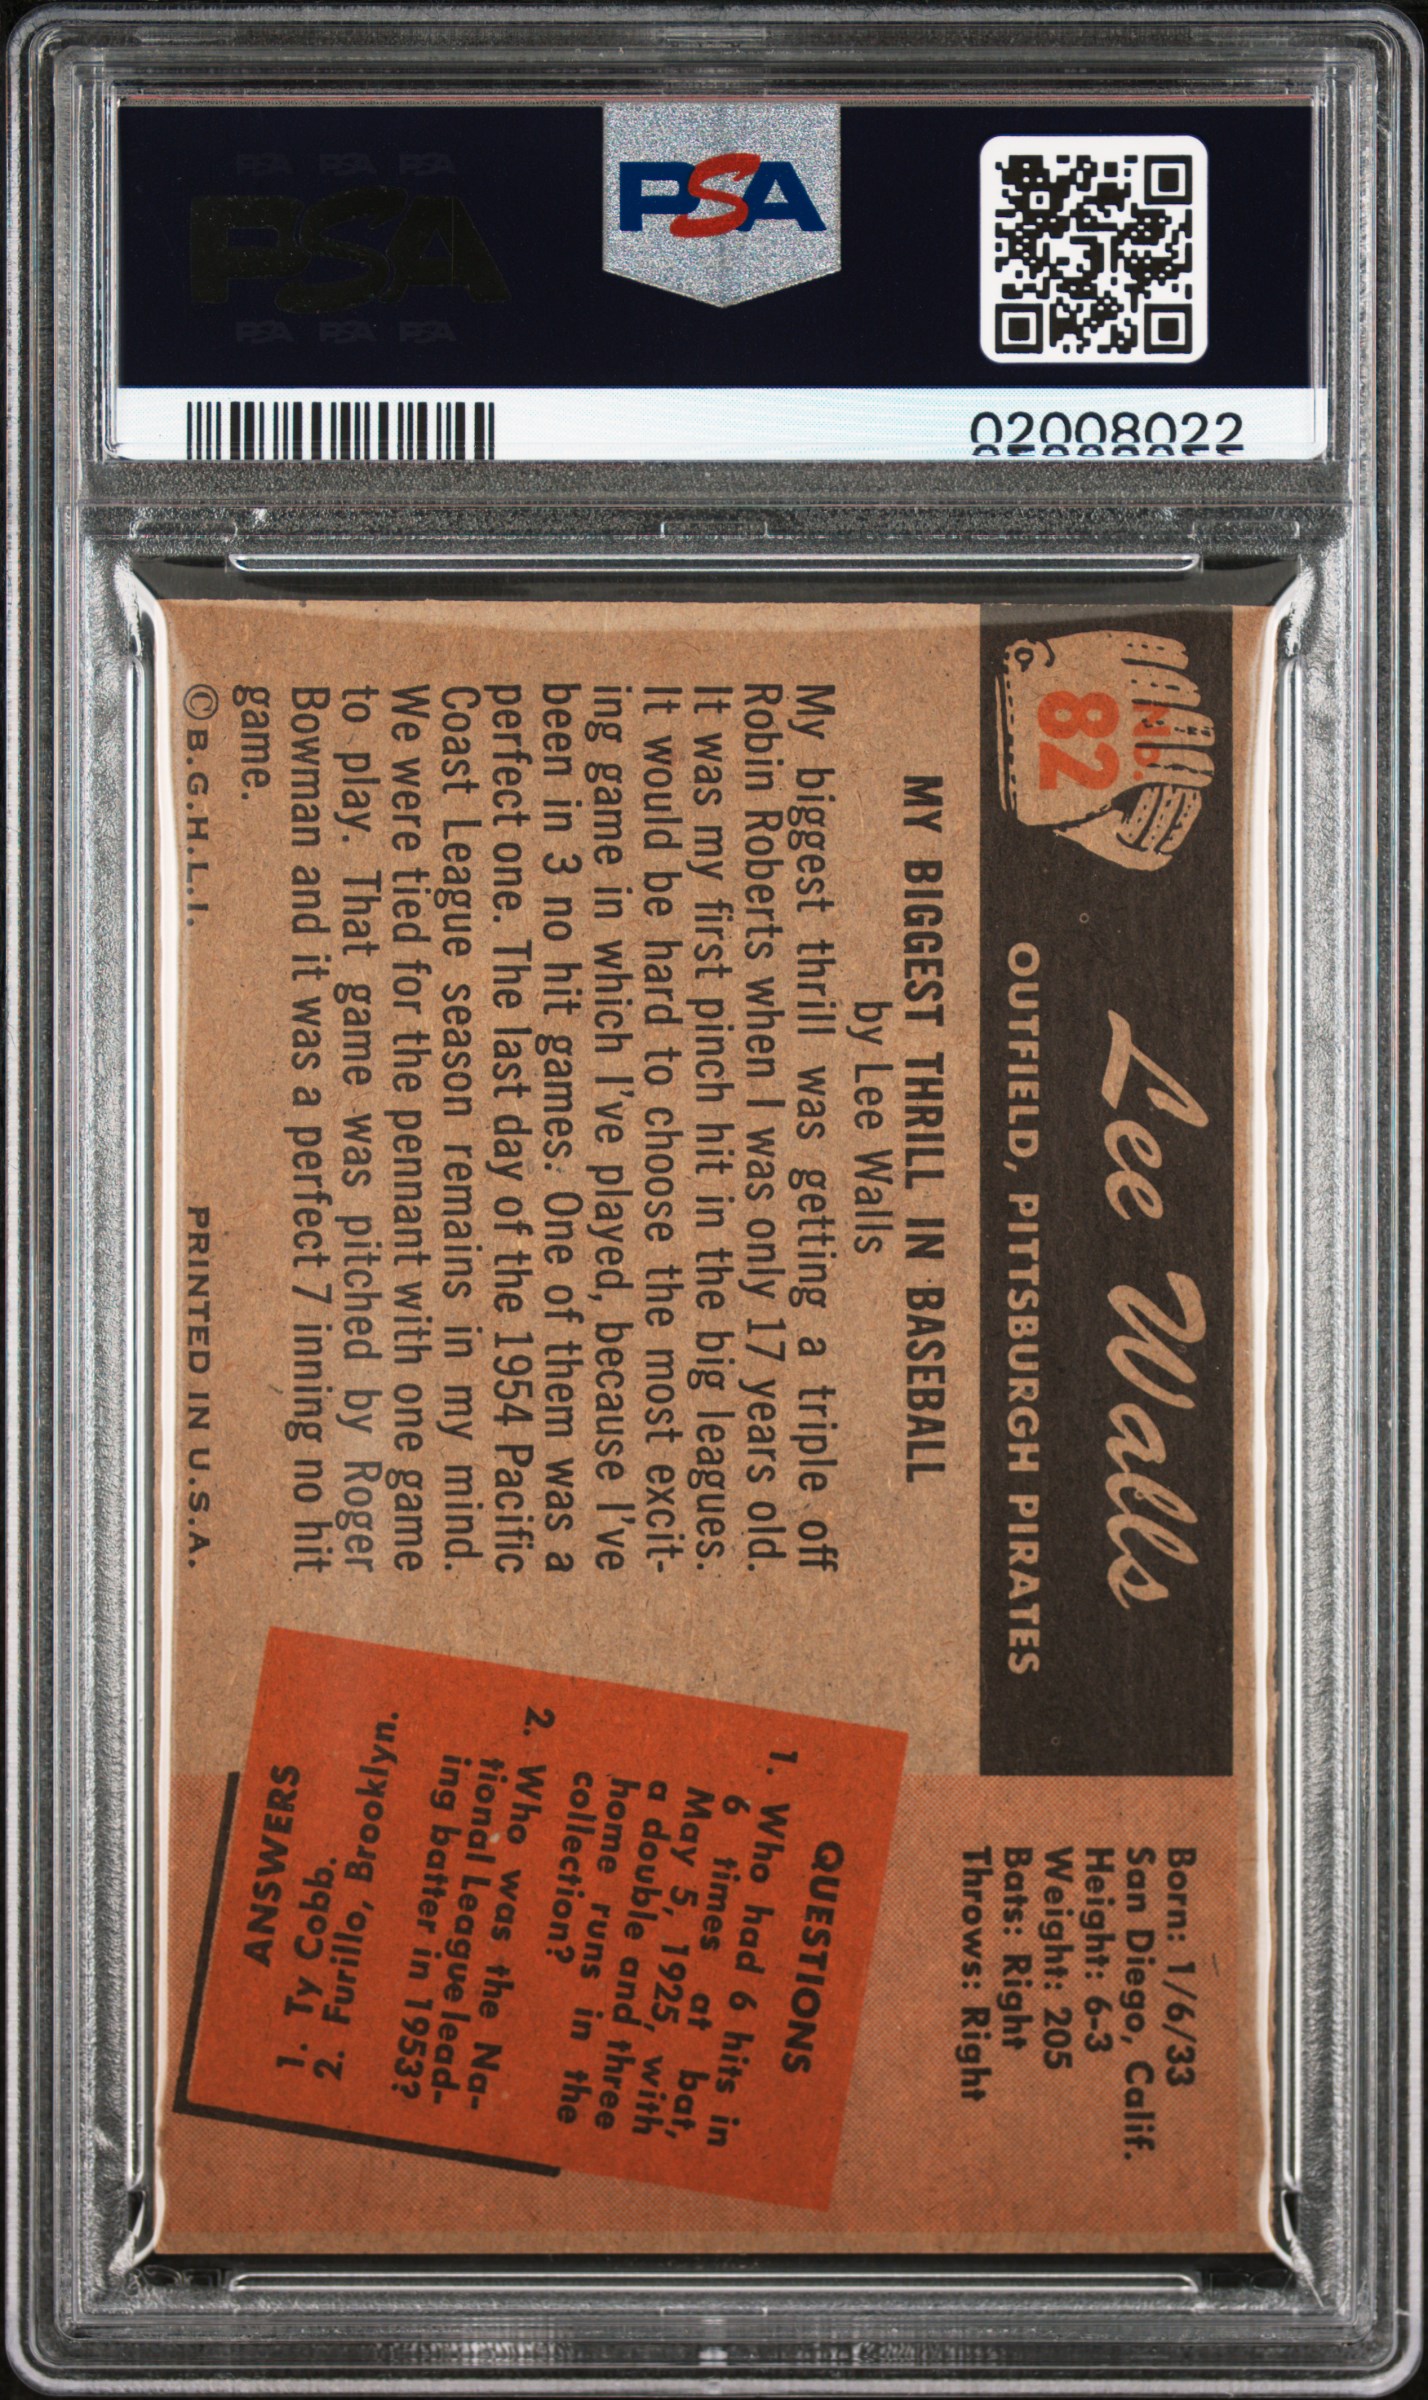 PSA PSA PSA
PSA
PSA PSA PSA
PSA
02008022
No.
82
Lee Walls
OUTFIELD, PITTSBURGH PIRATES
Born: 1/6/33
San Diego, Calif.
Height: 6-3
Weight: 205
Bats: Right
Throws: Right
MY BIGGEST THRILL IN BASEBALL
by Lee Walls
My biggest thrill was getting a triple off
Robin Roberts when I was only 17 years old.
It was my first pinch hit in the big leagues.
It would be hard to choose the most excit-
ing game in which I've played, because I've
been in 3 no hit games. One of them was a
perfect one. The last day of the 1954 Pacific
Coast League season remains in my mind.
We were tied for the pennant with one game
to play. That game was pitched by Roger
Bowman and it was a perfect 7 inning no hit
game.
©B.G.H.L.I.
PRINTED IN U.S.A.
QUESTIONS
1. Who had 6 hits in
6 times at bat,
May 5, 1925, with
a double and three
home runs in the
collection?
2. Who was the Na-
tional League lead-
ing batter in 1953?
ANSWERS
1. Ty Cobb.
2. Furillo, Brooklyn.